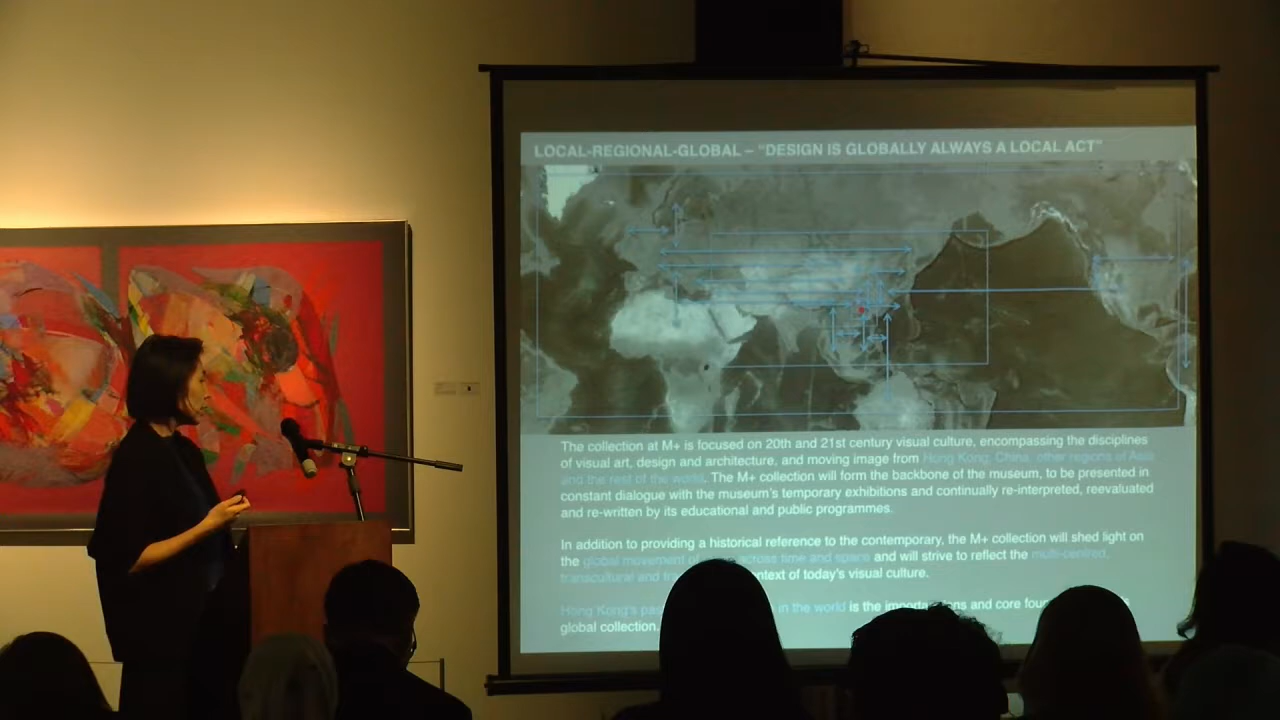 LOCAL-REGIONAL-GLOBAL – “DESIGN IS GLOBALLY ALWAYS A LOCAL ACT”
The collection at M+ is focused on 20th and 21st century visual culture, encompassing the disciplines
of visual art, design and architecture, and moving image from Hong Kong, China, other regions of Asia
and the rest of the world. The M+ collection will form the backbone of the museum, to be presented in
constant dialogue with the museum's temporary exhibitions and continually re-interpreted, reevaluated
and re-written by its educational and public programmes.
In addition to providing a historical reference to the contemporary, the M+ collection will shed light on
the global movement of across time and space and will strive to reflect the multi-centred,
transcultural and context of today's visual culture.
Hong Kong's in the world is the and core
global collection.